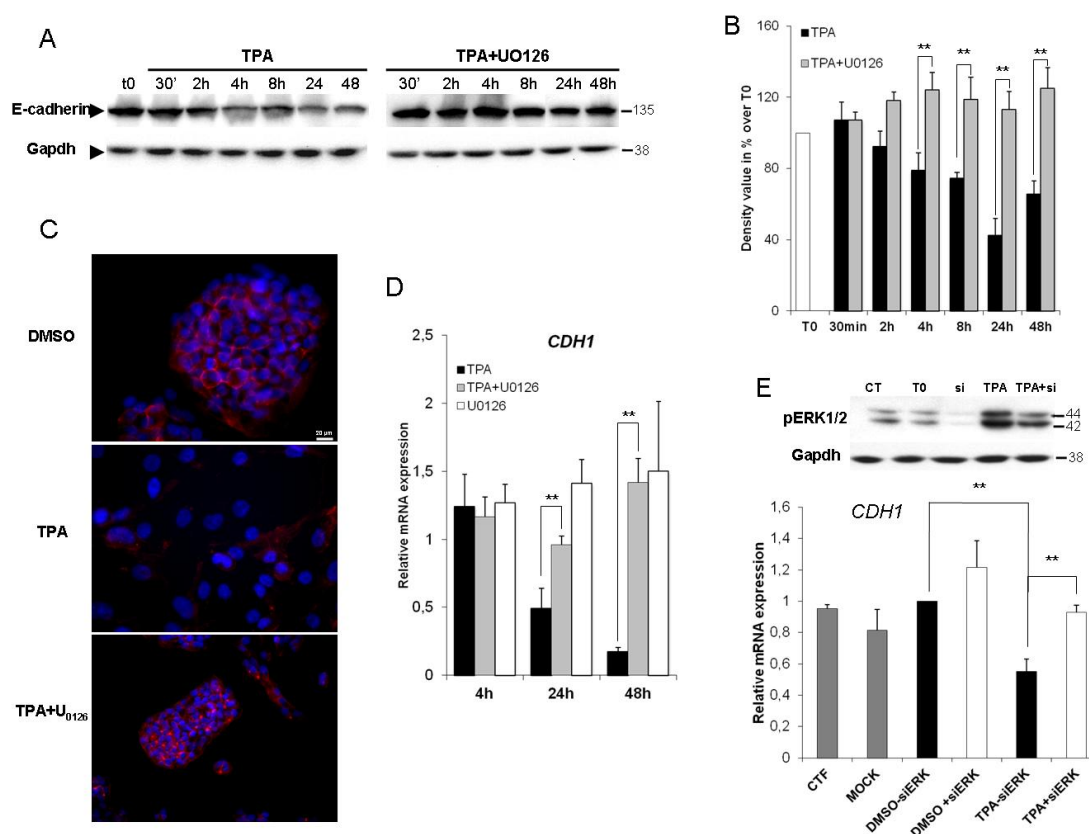 A
TPA
TPA+UO126
t0 30' 2h 4h 8h 24 48
30' 2h 4h 8h 24h 48h
E-cadherin
135
Gapdh
38
B
TPA
TPA+U0126
** ** ** **
Density value in % over T0
160
120
80
40
0
T0 30min 2h 4h 8h 24h 48h
C
DMSO
20 µm
TPA
TPA+U0126
D
CDH1
TPA
TPA+U0126
U0126
** **
Relative mRNA expression
2,5
2
1,5
1
0,5
0
4h 24h 48h
E
CT T0 si TPA TPA+si
pERK1/2
44
42
Gapdh
38
CDH1
**
**
Relative mRNA expression
1,4
1,2
1
0,8
0,6
0,4
0,2
0
CTF
MOCK
DMSO-siERK
DMSO +siERK
TPA-siERK
TPA+siERK